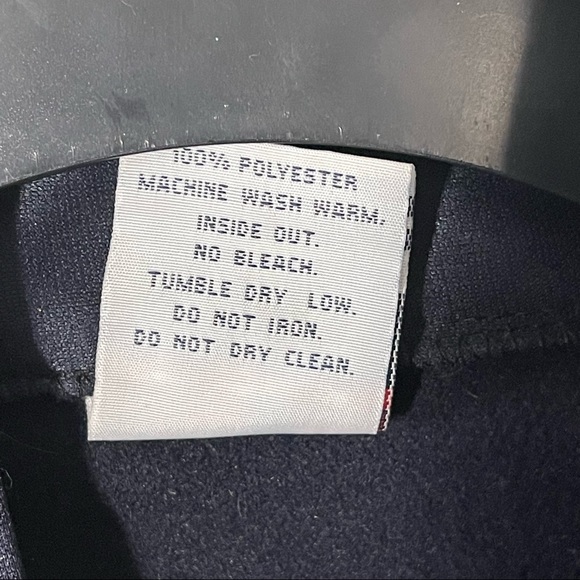 100% POLYESTER
MACHINE WASH WARM,
INSIDE OUT.
NO BLEACH.
TUMBLE DRY LOW.
DO NOT IRON.
DO NOT DRY CLEAN.